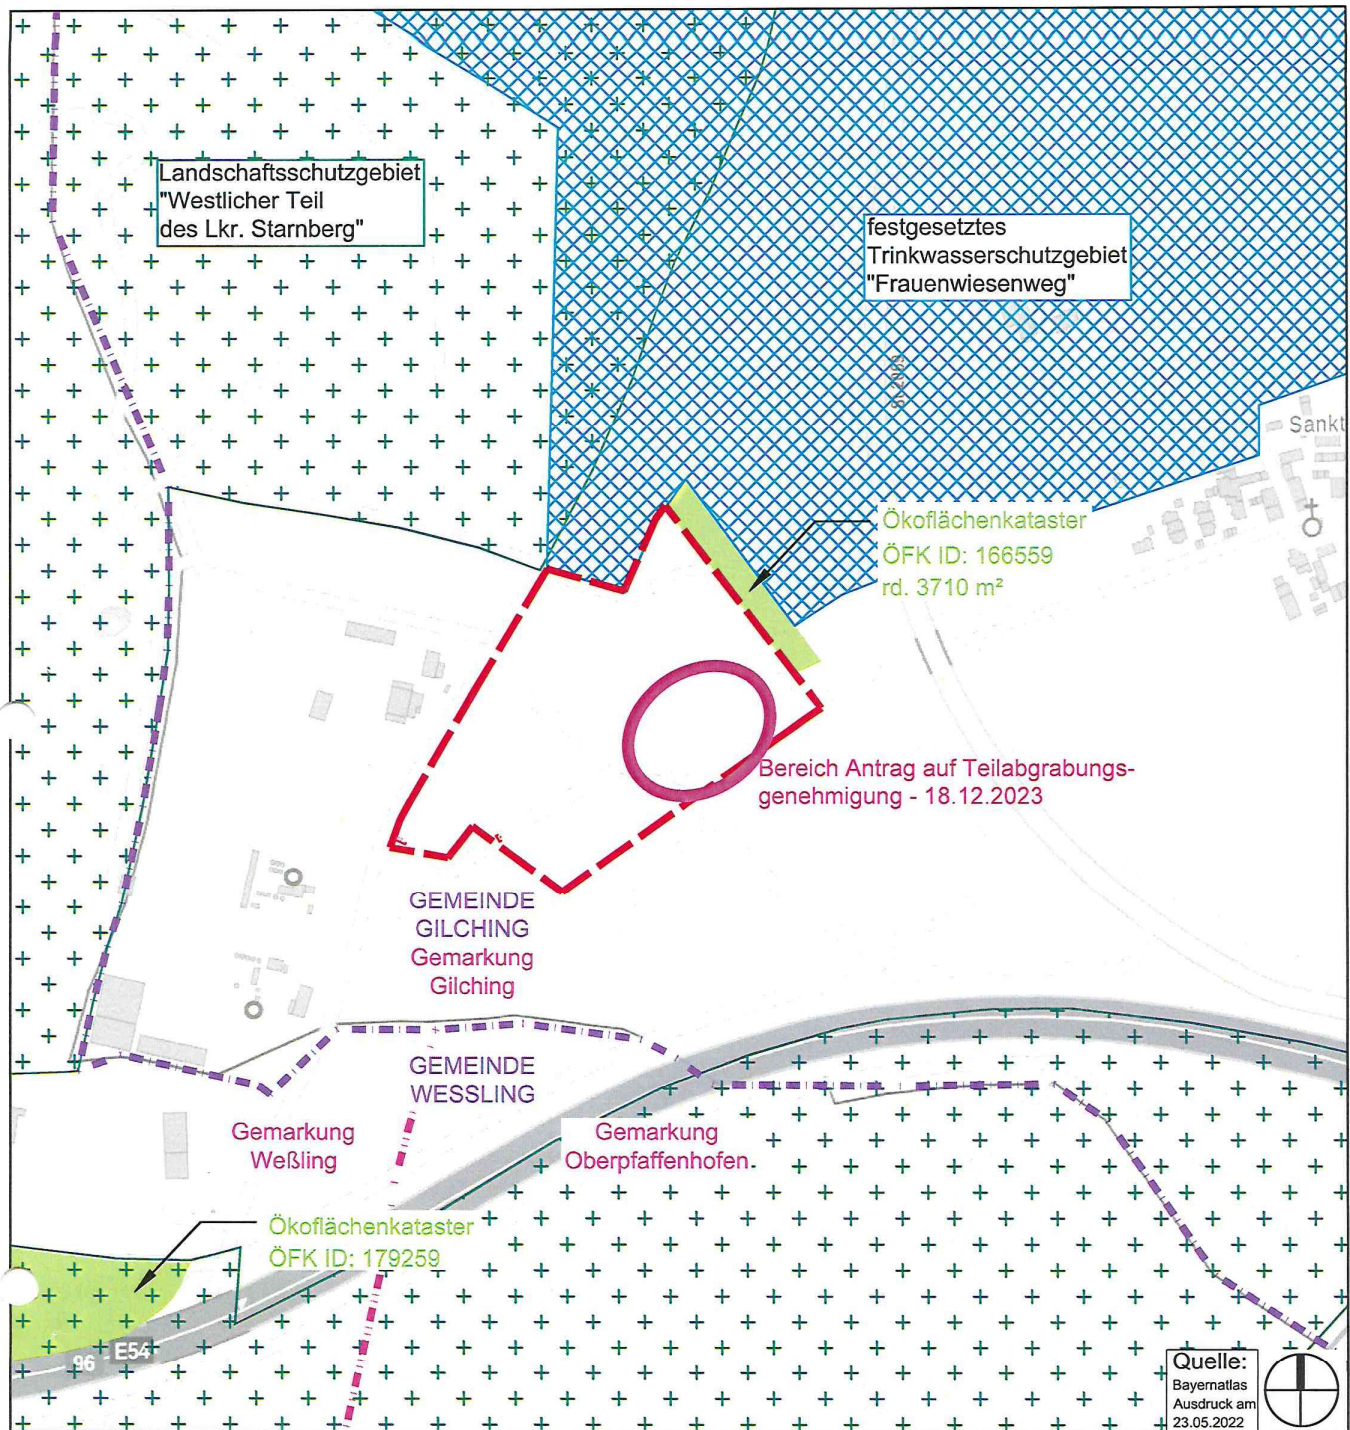 Landschaftsschutzgebiet
"Westlicher Teil
des Lkr. Starnberg"
festgesetztes
Trinkwasserschutzgebiet
"Frauenwiesenweg"
Sankt
Ökoflächenkataster
ÖFK ID: 166559
rd. 3710 m²
Bereich Antrag auf Teilabgrabungs-
genehmigung - 18.12.2023
GEMEINDE
GILCHING
Gemarkung
Gilching
GEMEINDE
WESSLING
Gemarkung
Weßling
Gemarkung
Oberpfaffenhofen
Ökoflächenkataster
ÖFK ID: 179259
96
E54
Quelle:
Bayernatlas
Ausdruck am
23.05.2022